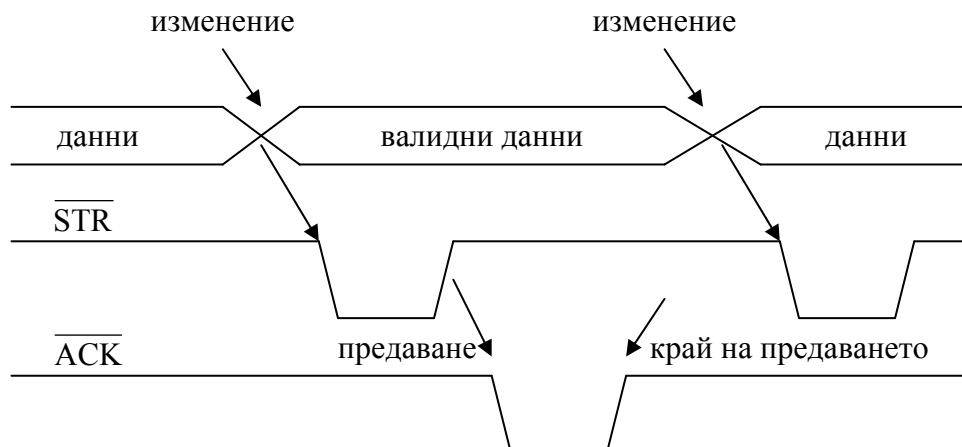 изменение изменение
данни валидни данни данни
STR
ACK предаване край на предаването